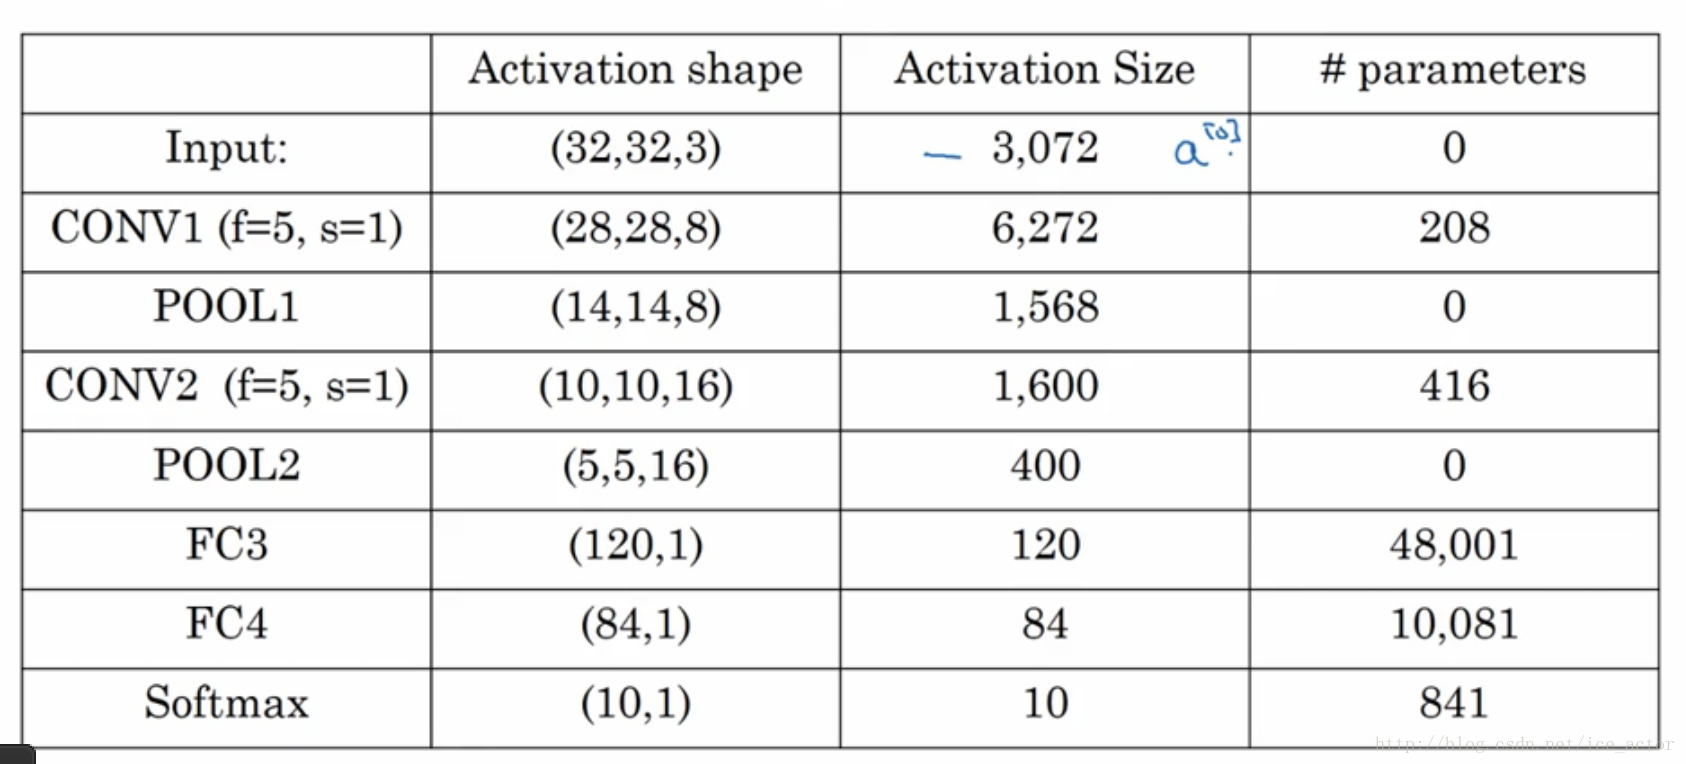 Activation shape Activation Size # parameters
Input: (32,32,3) — 3,072 a^[0] 0
CONV1 (f=5, s=1) (28,28,8) 6,272 208
POOL1 (14,14,8) 1,568 0
CONV2 (f=5, s=1) (10,10,16) 1,600 416
POOL2 (5,5,16) 400 0
FC3 (120,1) 120 48,001
FC4 (84,1) 84 10,081
Softmax (10,1) 10 841
http://blog.csdn.net/ice_actor